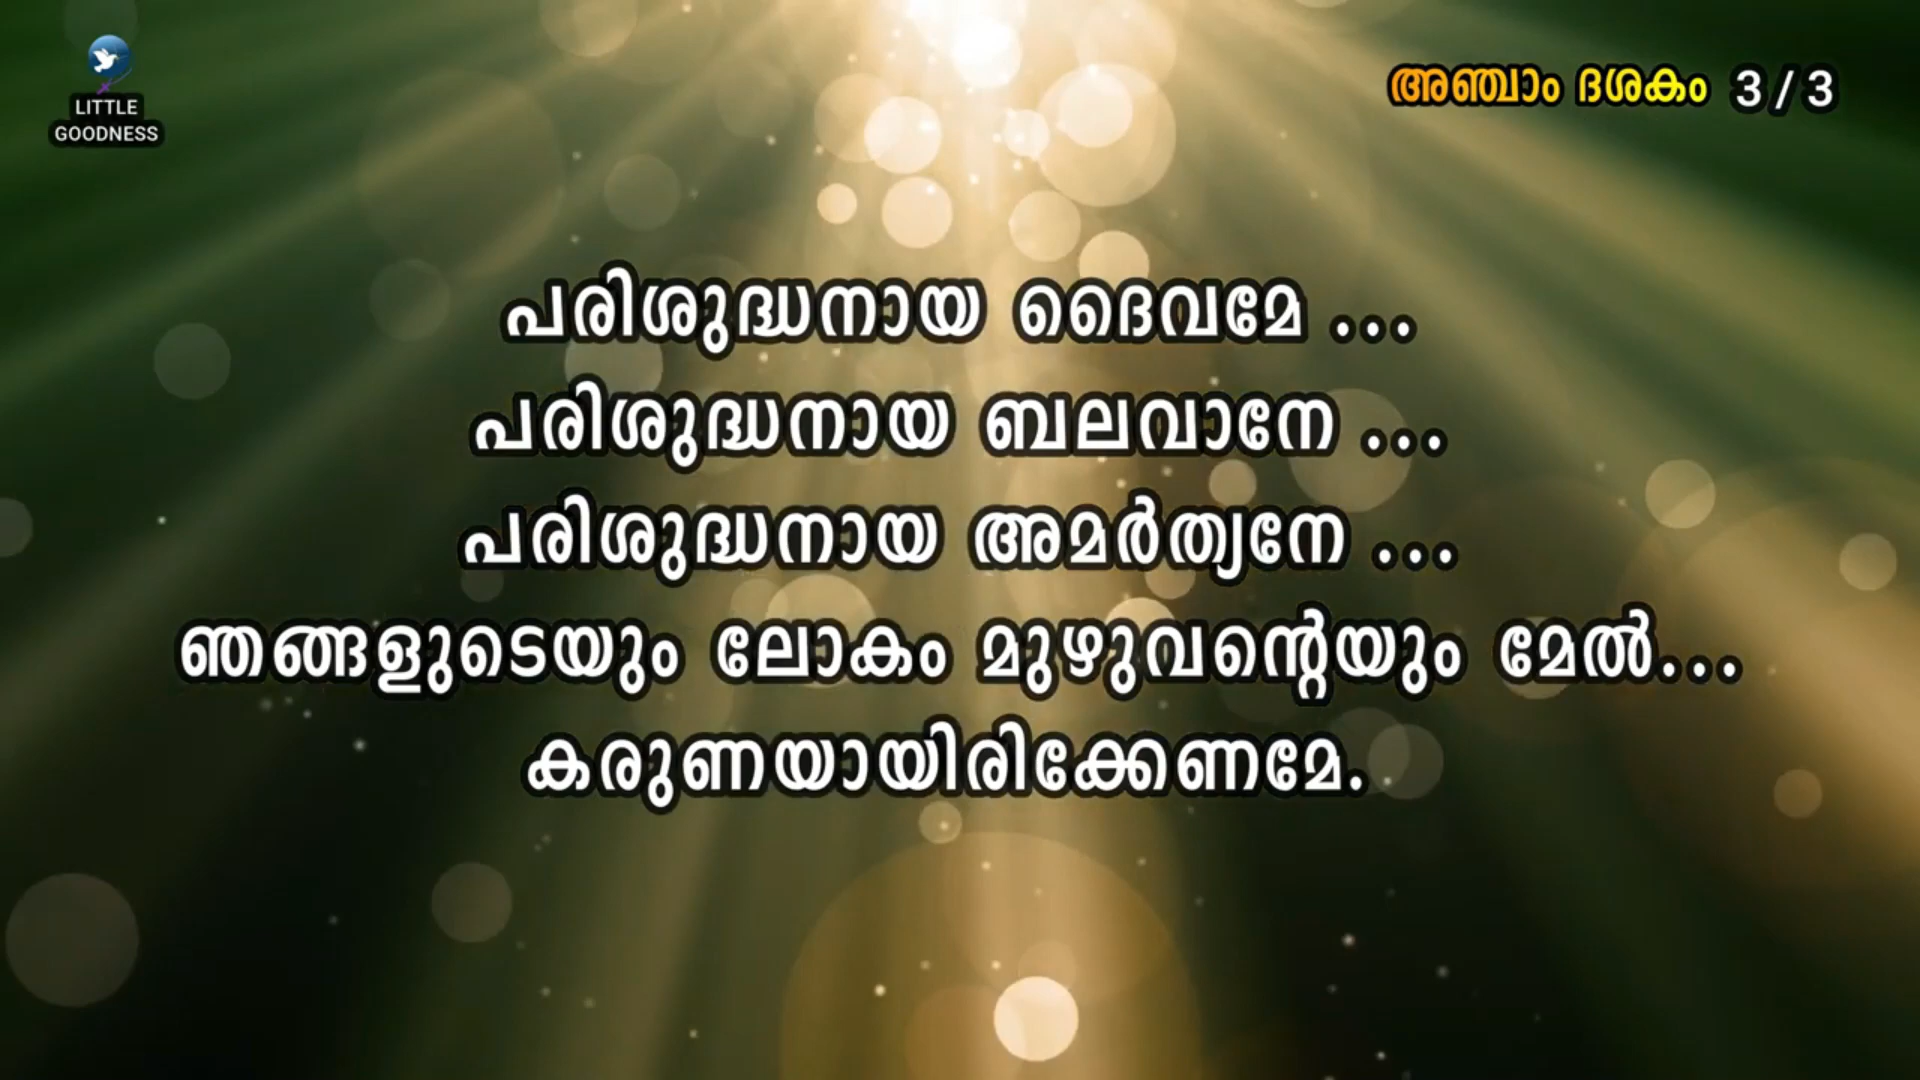 LITTLE
GOODNESS
അഞ്ചാം ദശകം 3/3
പരിശുദ്ധനായ ദൈവമേ ...
പരിശുദ്ധനായ ബലവാനേ ...
പരിശുദ്ധനായ അമർത്യനേ ...
ഞങ്ങളുടെയും ലോകം മുഴുവന്റെയും മേൽ...
കരുണയായിരിക്കേണമേ.